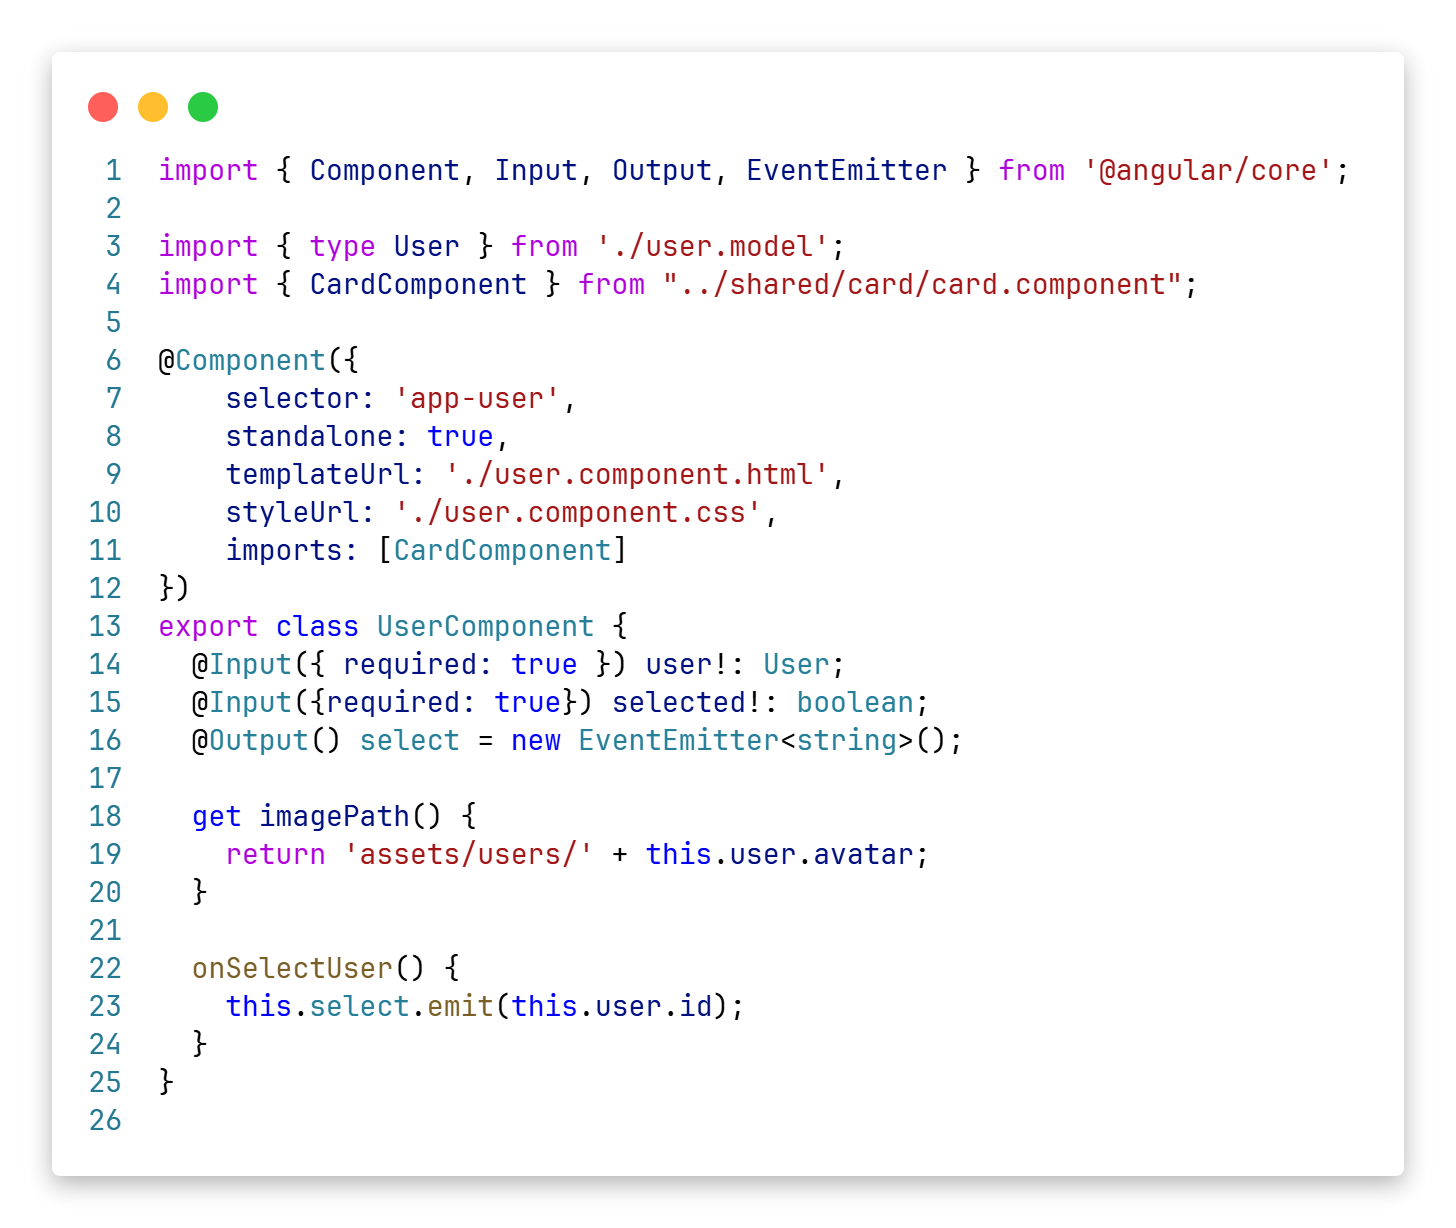 1 import { Component, Input, Output, EventEmitter } from '@angular/core';
2
3 import { type User } from './user.model';
4 import { CardComponent } from "../shared/card/card.component";
5
6 @Component({
7     selector: 'app-user',
8     standalone: true,
9     templateUrl: './user.component.html',
10     styleUrl: './user.component.css',
11     imports: [CardComponent]
12 })
13 export class UserComponent {
14   @Input({ required: true }) user!: User;
15   @Input({required: true}) selected!: boolean;
16   @Output() select = new EventEmitter<string>();
17
18   get imagePath() {
19     return 'assets/users/' + this.user.avatar;
20   }
21
22   onSelectUser() {
23     this.select.emit(this.user.id);
24   }
25 }
26